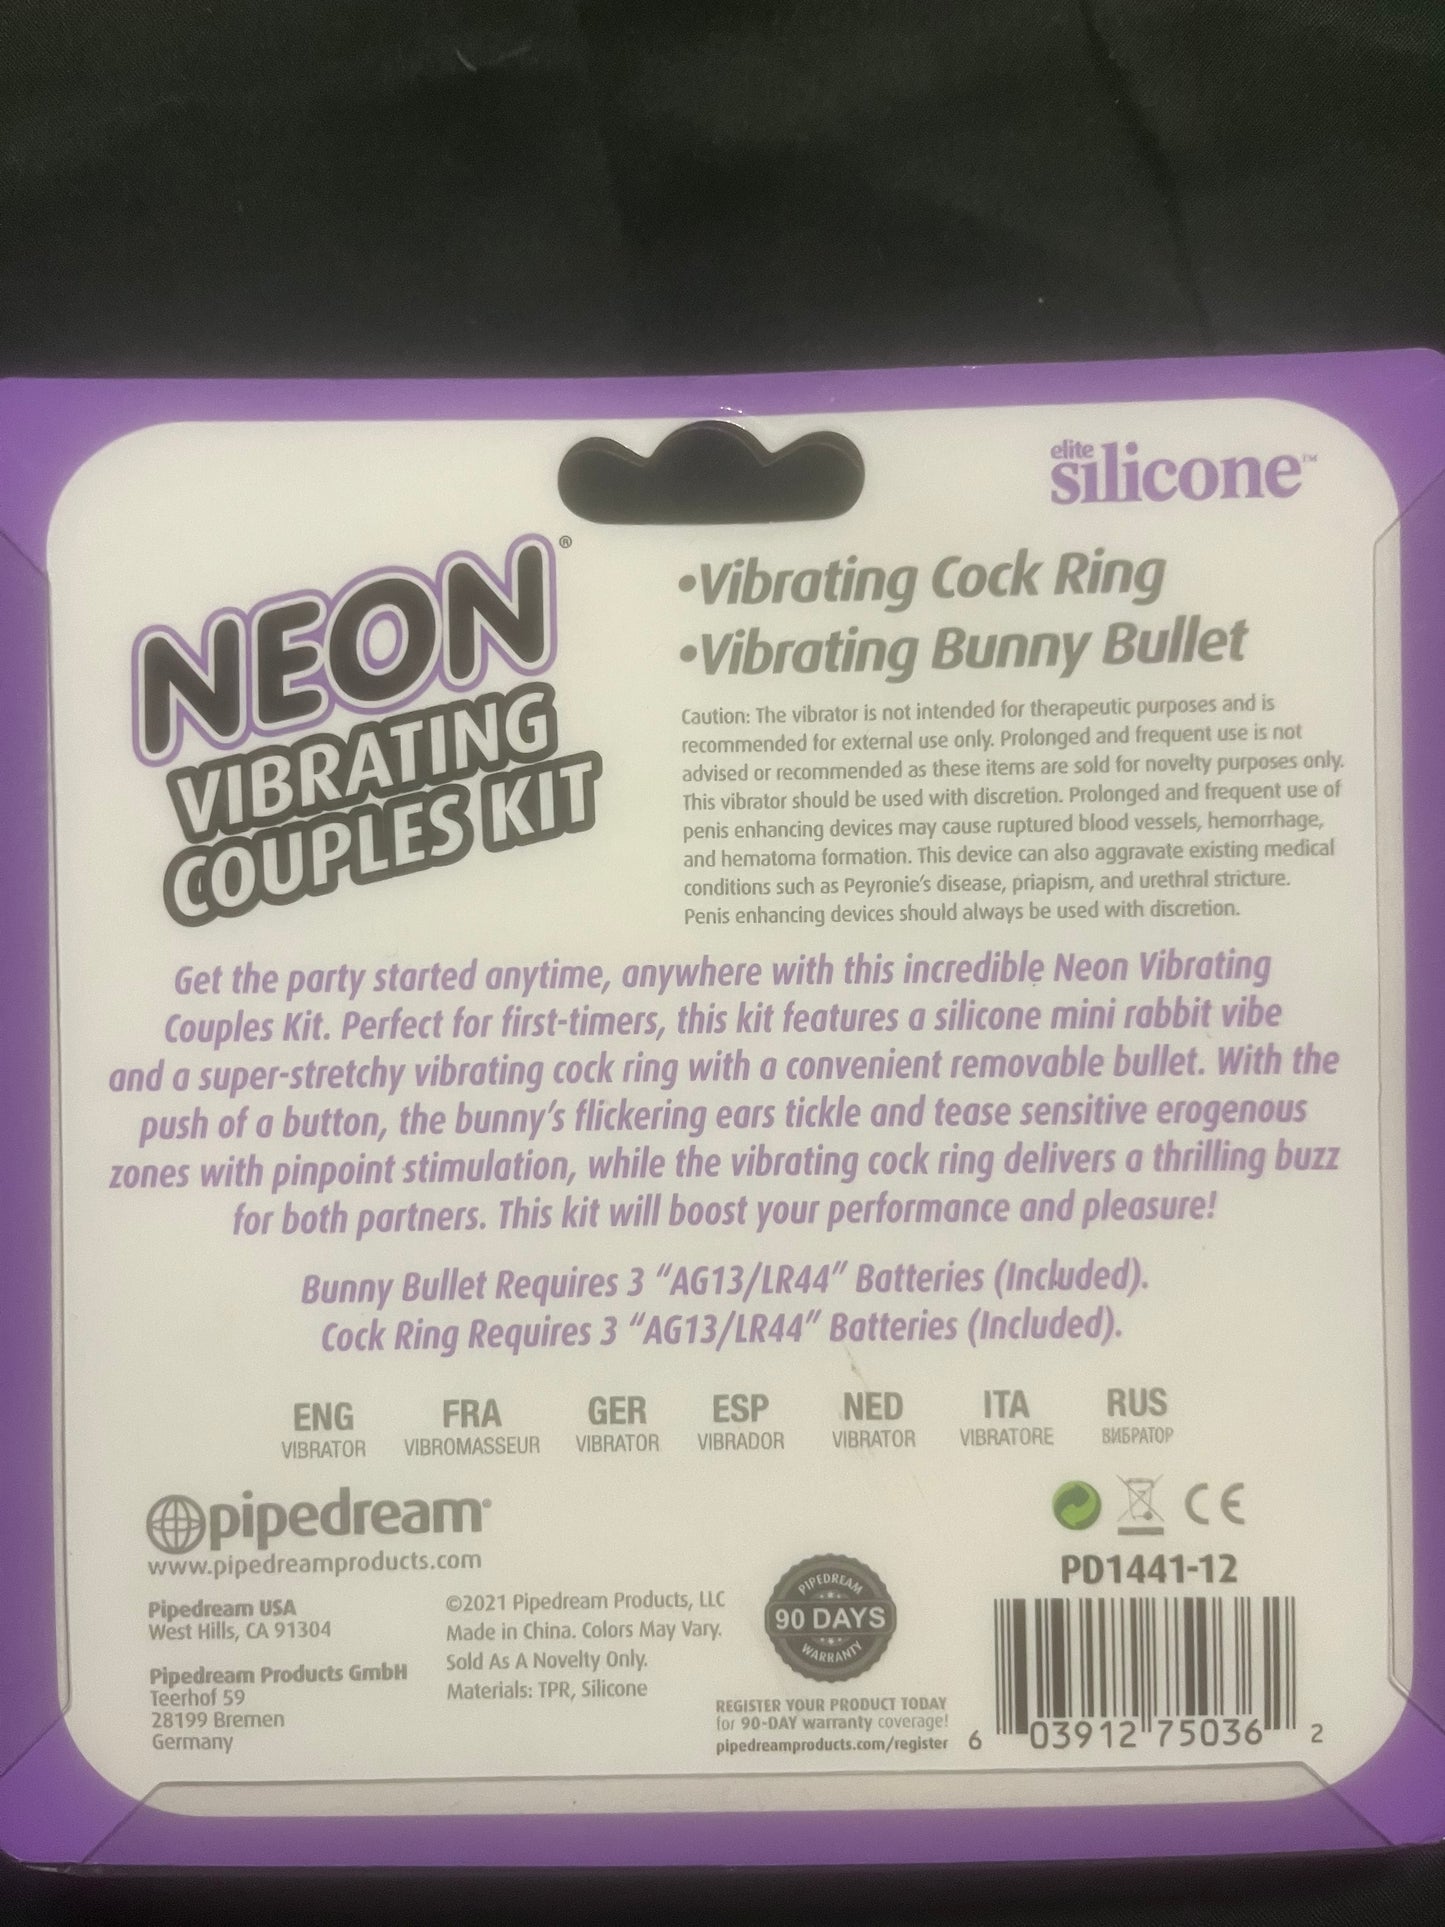 elite
silicone™
NEON®
VIBRATING
COUPLES KIT
•Vibrating Cock Ring
•Vibrating Bunny Bullet
Caution: The vibrator is not intended for therapeutic purposes and is
recommended for external use only. Prolonged and frequent use is not
advised or recommended as these items are sold for novelty purposes only.
This vibrator should be used with discretion. Prolonged and frequent use of
penis enhancing devices may cause ruptured blood vessels, hemorrhage,
and hematoma formation. This device can also aggravate existing medical
conditions such as Peyronie's disease, priapism, and urethral stricture.
Penis enhancing devices should always be used with discretion.
Get the party started anytime, anywhere with this incredible Neon Vibrating
Couples Kit. Perfect for first-timers, this kit features a silicone mini rabbit vibe
and a super-stretchy vibrating cock ring with a convenient removable bullet. With the
push of a button, the bunny's flickering ears tickle and tease sensitive erogenous
zones with pinpoint stimulation, while the vibrating cock ring delivers a thrilling buzz
for both partners. This kit will boost your performance and pleasure!
Bunny Bullet Requires 3 "AG13/LR44" Batteries (Included).
Cock Ring Requires 3 "AG13/LR44" Batteries (Included).
ENG FRA GER ESP NED ITA RUS
VIBRATOR VIBROMASSEUR VIBRATOR VIBRADOR VIBRATOR VIBRATORE ВИБРАТОР
pipedream®
www.pipedreamproducts.com
Pipedream USA
West Hills, CA 91304
Pipedream Products GmbH
Teerhof 59
28199 Bremen
Germany
©2021 Pipedream Products, LLC
Made in China. Colors May Vary.
Sold As A Novelty Only.
Materials: TPR, Silicone
PIPEDREAM
90 DAYS
WARRANTY
REGISTER YOUR PRODUCT TODAY
for 90-DAY warranty coverage!
pipedreamproducts.com/register
CE
PD1441-12
6 03912 75036 2